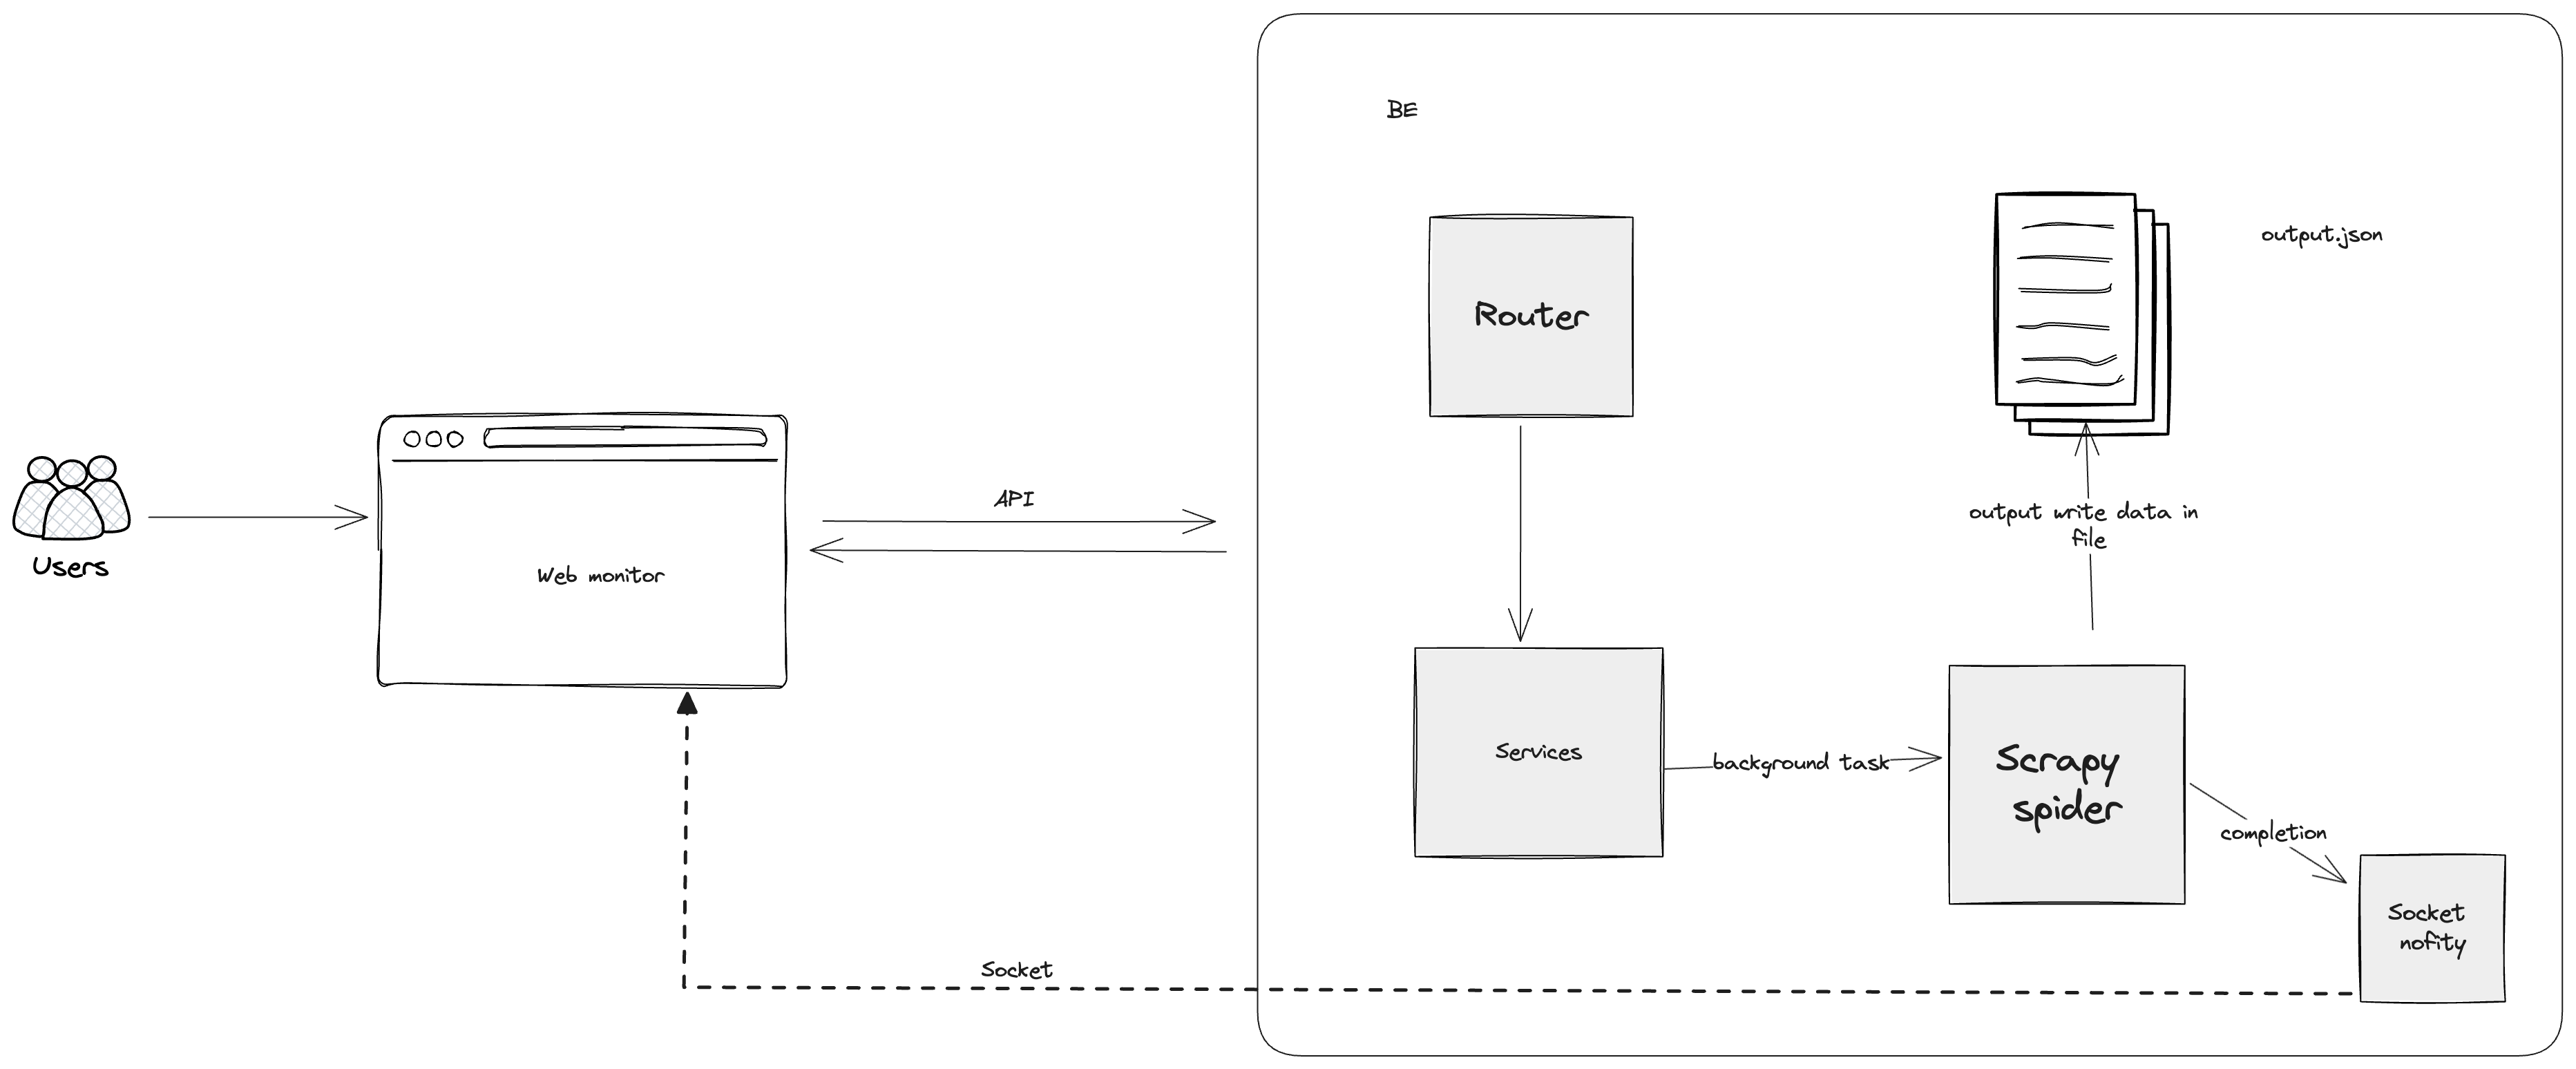 BE
output.json
Router
API
output write data in
file
Users
Web monitor
Services
background task
Scrapy
spider
completion
Socket
nofity
Socket